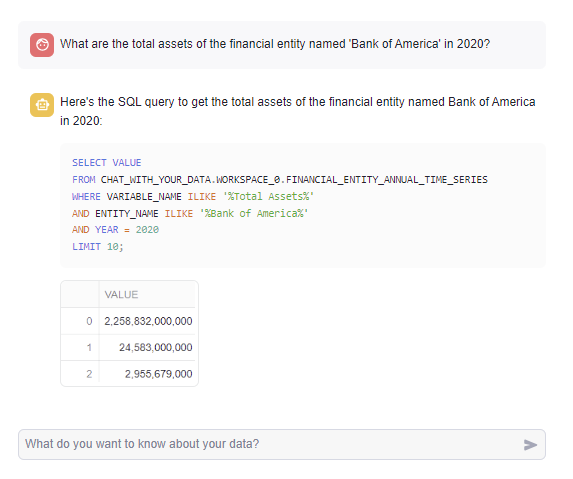 What are the total assets of the financial entity named 'Bank of America' in 2020?
Here's the SQL query to get the total assets of the financial entity named Bank of America
in 2020:
SELECT VALUE
FROM CHAT_WITH_YOUR_DATA.WORKSPACE_0.FINANCIAL_ENTITY_ANNUAL_TIME_SERIES
WHERE VARIABLE_NAME ILIKE '%Total Assets%'
AND ENTITY_NAME ILIKE '%Bank of America%'
AND YEAR = 2020
LIMIT 10;
VALUE
0 2,258,832,000,000
1 24,583,000,000
2 2,955,679,000
What do you want to know about your data?